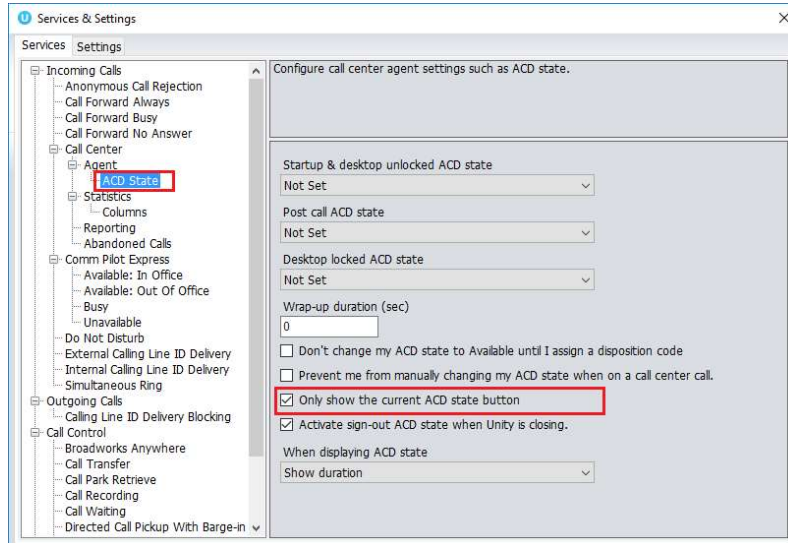 Services & Settings
Services Settings
Incoming Calls
Anonymous Call Rejection
Call Forward Always
Call Forward Busy
Call Forward No Answer
Call Center
Agent
ACD State
Statistics
Columns
Reporting
Abandoned Calls
Comm Pilot Express
Available: In Office
Available: Out Of Office
Busy
Unavailable
Do Not Disturb
External Calling Line ID Delivery
Internal Calling Line ID Delivery
Simultaneous Ring
Outgoing Calls
Calling Line ID Delivery Blocking
Call Control
Broadworks Anywhere
Call Transfer
Call Park Retrieve
Call Recording
Call Waiting
Directed Call Pickup With Barge-in
Configure call center agent settings such as ACD state.
Startup & desktop unlocked ACD state
Not Set
Post call ACD state
Not Set
Desktop locked ACD state
Not Set
Wrap-up duration (sec)
0
Don't change my ACD state to Available until I assign a disposition code
Prevent me from manually changing my ACD state when on a call center call.
Only show the current ACD state button
Activate sign-out ACD state when Unity is closing.
When displaying ACD state
Show duration